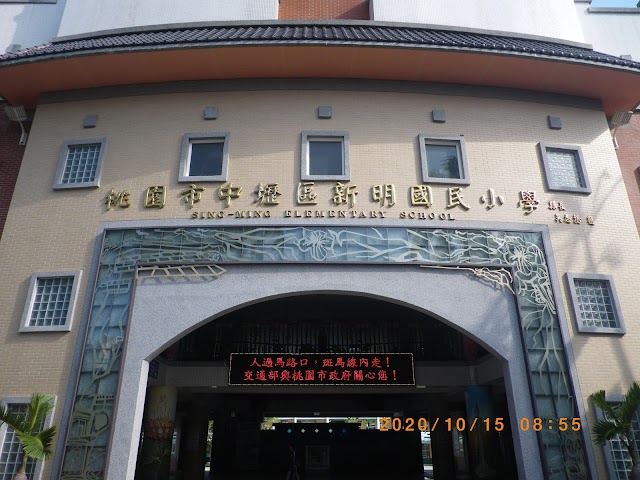 桃園市中壢區新明國民小學
SING-MING ELEMENTARY SCHOOL
人過馬路口，斑馬線內走！
交通部與桃園市政府關心您！
2020/10/15 08:55